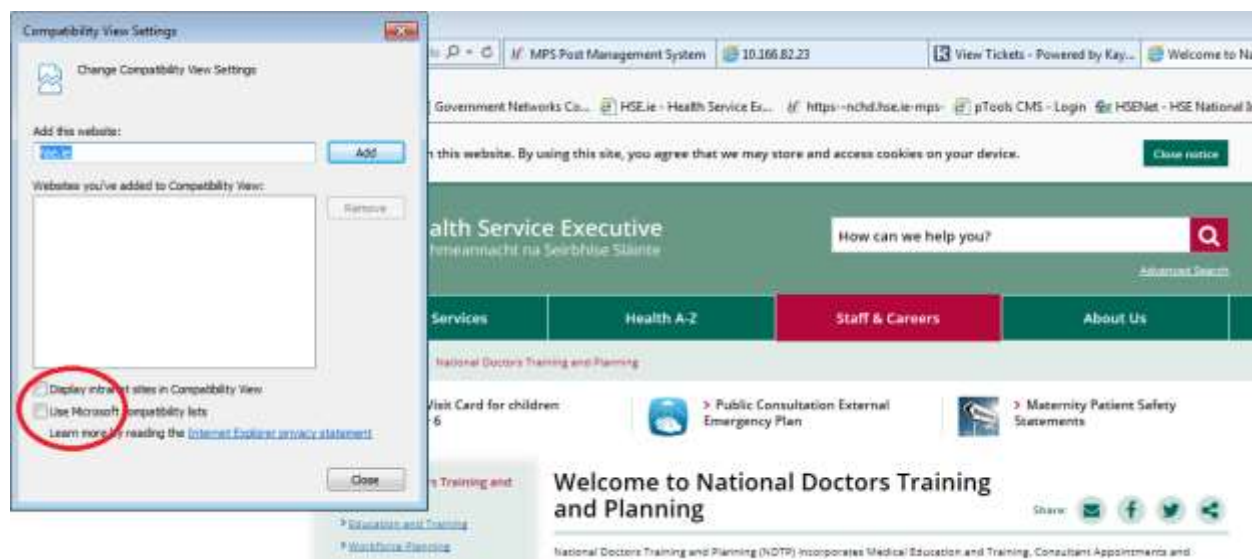 Compatibility View Settings
Change Compatibility View Settings
Add this website:
hse.ie
Add
Websites you've added to Compatibility View:
Remove
Display intranet sites in Compatibility View
Use Microsoft compatibility lists
Learn more by reading the Internet Explorer privacy statement
Close
MPS Post Management System
10.166.82.23
View Tickets - Powered by Kay...
Welcome to Na
Government Networks Co...
HSE.ie - Health Service Ex...
https--nchd.hse.ie-mps-
pTools CMS - Login
HSENet - HSE National I
this website. By using this site, you agree that we may store and access cookies on your device.
Close notice
alth Service Executive
na Seirbhíse Sláinte
How can we help you?
Advanced Search
Services
Health A-Z
Staff & Careers
About Us
National Doctors Training and Planning
Visit Card for children
6
> Public Consultation External
Emergency Plan
> Maternity Patient Safety
Statements
s Training and
Education and Training
Workforce Planning
Welcome to National Doctors Training
and Planning
Share:
National Doctors Training and Planning (NDTP) incorporates Medical Education and Training, Consultant Appointments and